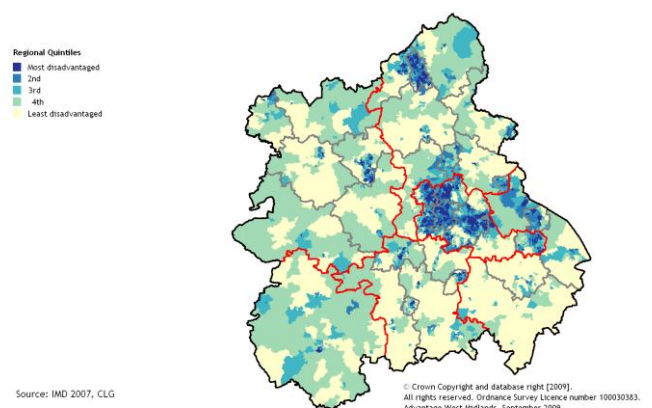 Regional Quintiles
Most disadvantaged
2nd
3rd
4th
Least disadvantaged
Source: IMD 2007, CLG
© Crown Copyright and database right [2009].
All rights reserved. Ordnance Survey Licence number 100030383.
Advantage West Midlands, September 2009